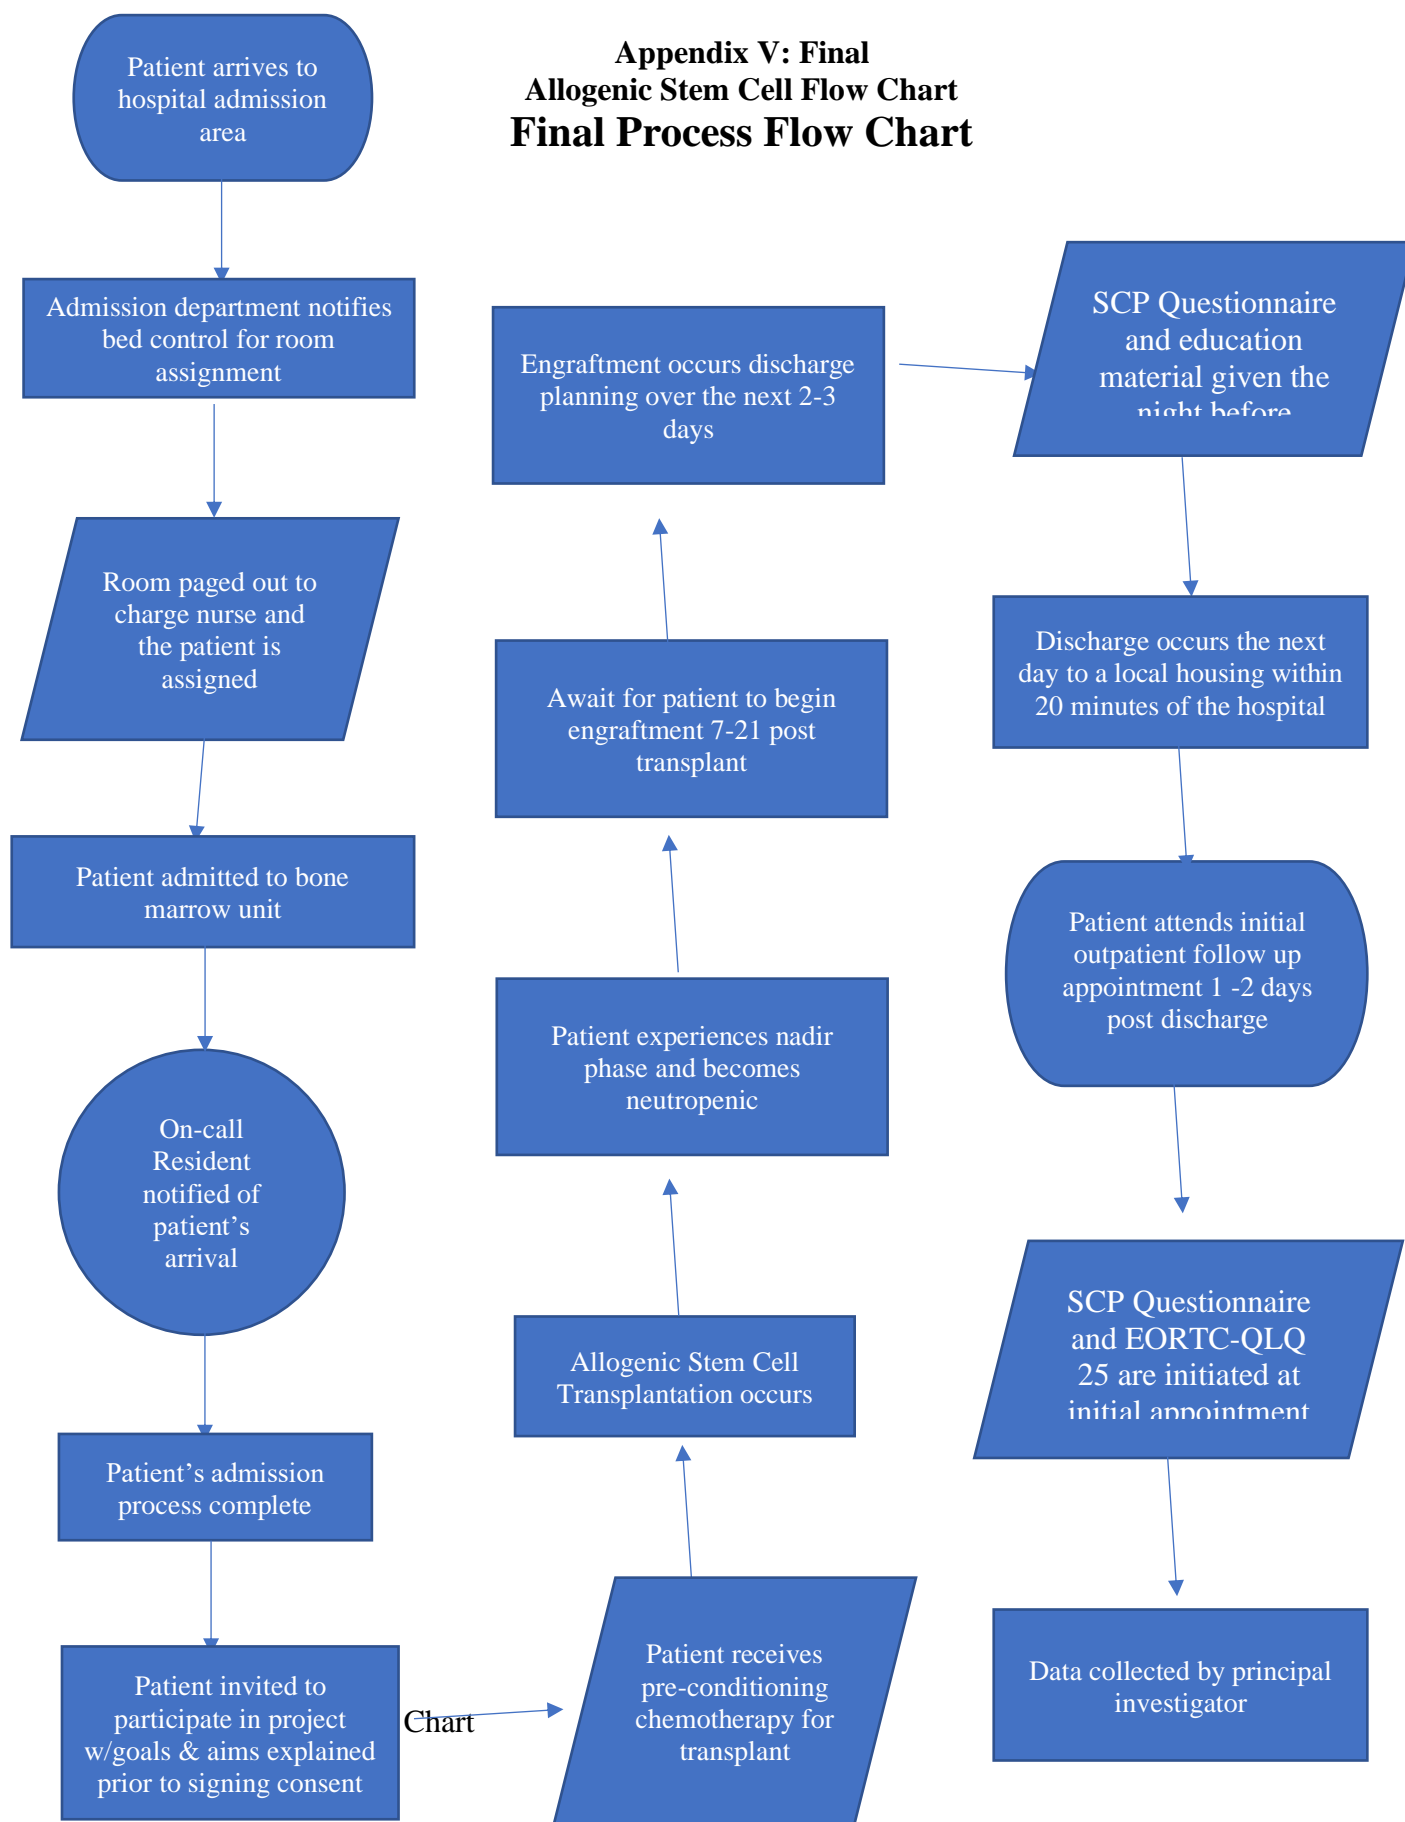 Appendix V: Final
Allogenic Stem Cell Flow Chart
Final Process Flow Chart
Patient arrives to
hospital admission
area
Admission department notifies
bed control for room
assignment
Room paged out to
charge nurse and
the patient is
assigned
Patient admitted to bone
marrow unit
On-call
Resident
notified of
patient’s
arrival
Patient’s admission
process complete
Patient invited to
participate in project
w/goals & aims explained
prior to signing consent
Chart
Patient receives
pre-conditioning
chemotherapy for
transplant
Allogenic Stem Cell
Transplantation occurs
Patient experiences nadir
phase and becomes
neutropenic
Await for patient to begin
engraftment 7-21 post
transplant
Engraftment occurs discharge
planning over the next 2-3
days
SCP Questionnaire
and education
material given the
night before
Discharge occurs the next
day to a local housing within
20 minutes of the hospital
Patient attends initial
outpatient follow up
appointment 1 -2 days
post discharge
SCP Questionnaire
and EORTC-QLQ
25 are initiated at
initial appointment
Data collected by principal
investigator